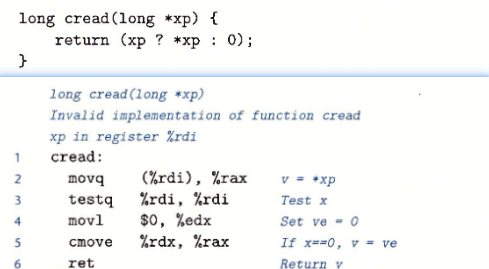 long cread(long *xp) {
    return (xp ? *xp : 0);
}
long cread(long *xp)
Invalid implementation of function cread
xp in register %rdi
1 cread:
2   movq    (%rdi), %rax    v = *xp
3   testq   %rdi, %rdi    Test x
4   movl    $0, %edx    Set ve = 0
5   cmove   %rdx, %rax    If x==0, v = ve
6   ret    Return v